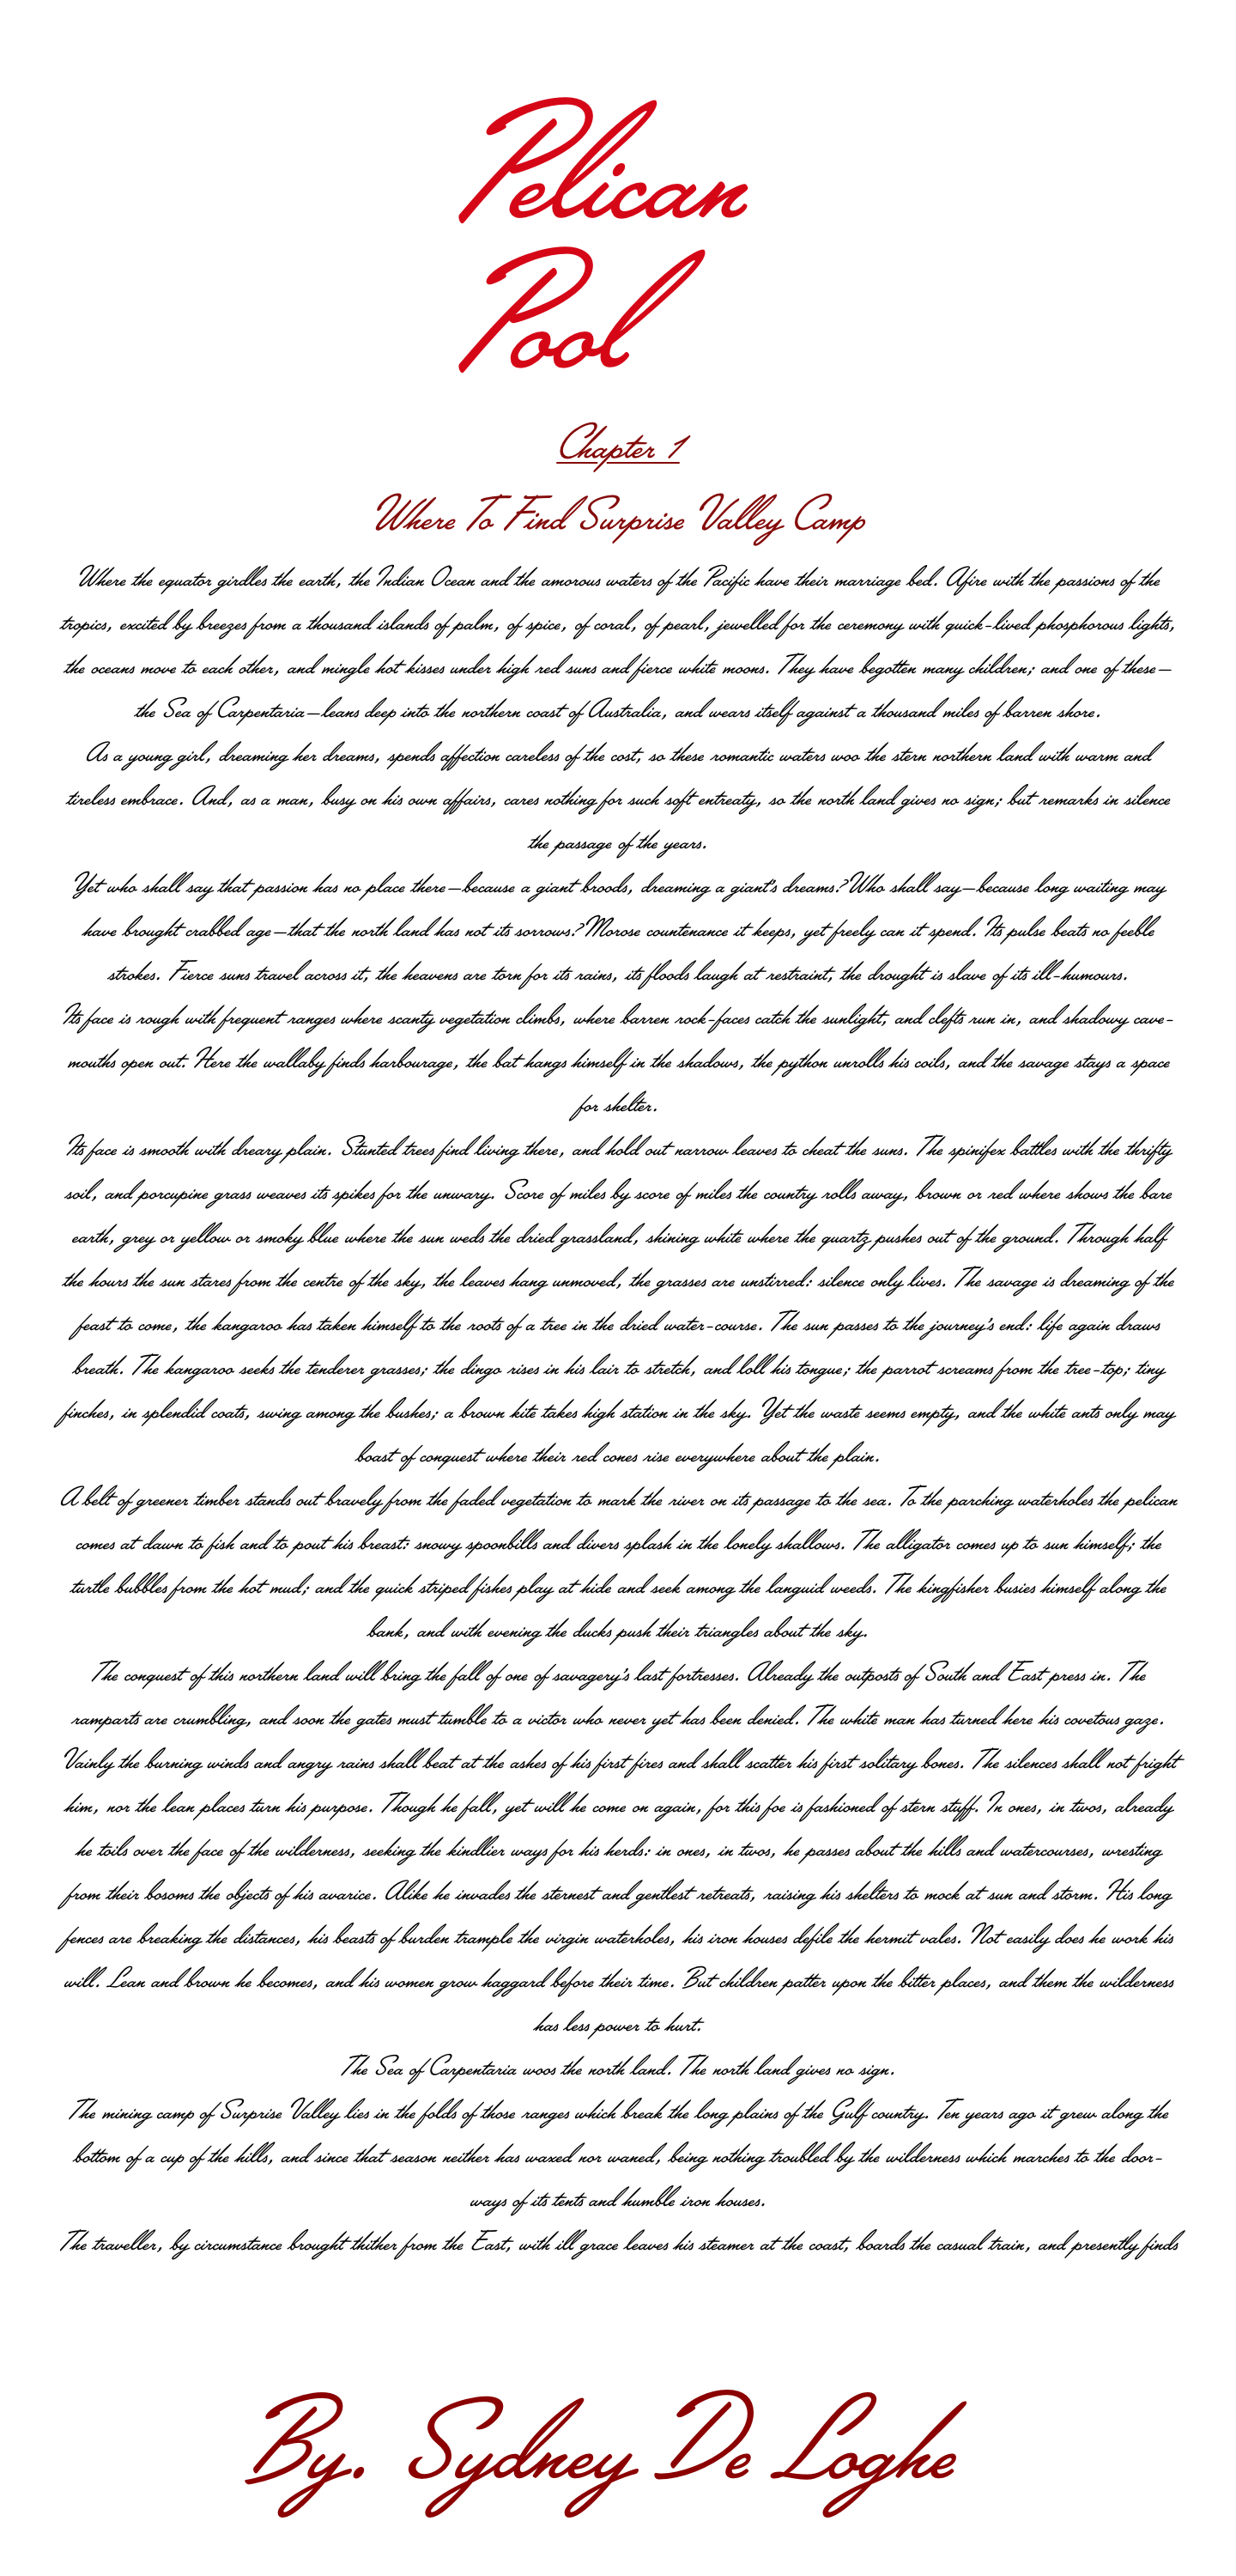 Pelican
Pool
Chapter 1
Where To Find Surprise Valley Camp
Where the equator girdles the earth, the Indian Ocean and the amorous waters of the Pacific have their marriage bed. Afire with the passions of the
tropics, excited by breezes from a thousand islands of palm, of spice, of coral, of pearl, jewelled for the ceremony with quick-lived phosphorous lights,
the oceans move to each other, and mingle hot kisses under high red suns and fierce white moons. They have begotten many children; and one of these—
the Sea of Carpentaria—leans deep into the northern coast of Australia, and wears itself against a thousand miles of barren shore.
As a young girl, dreaming her dreams, spends affection careless of the cost, so these romantic waters woo the stern northern land with warm and
tireless embrace. And, as a man, busy on his own affairs, cares nothing for such soft entreaty, so the north land gives no sign; but remarks in silence
the passage of the years.
Yet who shall say that passion has no place there—because a giant broods, dreaming a giant's dreams? Who shall say—because long waiting may
have brought crabbed age—that the north land has not its sorrows? Morose countenance it keeps, yet freely can it spend. Its pulse beats no feeble
strokes. Fierce suns travel across it, the heavens are torn for its rains, its floods laugh at restraint, the drought is slave of its ill-humours.
Its face is rough with frequent ranges where scanty vegetation climbs, where barren rock-faces catch the sunlight, and clefts run in, and shadowy cave-
mouths open out. Here the wallaby finds harbourage, the bat hangs himself in the shadows, the python unrolls his coils, and the savage stays a space
for shelter.
Its face is smooth with dreary plain. Stunted trees find living there, and hold out narrow leaves to cheat the suns. The spinifex battles with the thrifty
soil, and porcupine grass weaves its spikes for the unwary. Score of miles by score of miles the country rolls away, brown or red where shows the bare
earth, grey or yellow or smoky blue where the sun weds the dried grassland, shining white where the quartz pushes out of the ground. Through half
the hours the sun stares from the centre of the sky, the leaves hang unmoved, the grasses are unstirred: silence only lives. The savage is dreaming of the
feast to come, the kangaroo has taken himself to the roots of a tree in the dried water-course. The sun passes to the journey's end: life again draws
breath. The kangaroo seeks the tenderer grasses; the dingo rises in his lair to stretch, and loll his tongue; the parrot screams from the tree-top; tiny
finches, in splendid coats, swing among the bushes; a brown kite takes high station in the sky. Yet the waste seems empty, and the white ants only may
boast of conquest where their red cones rise everywhere about the plain.
A belt of greener timber stands out bravely from the faded vegetation to mark the river on its passage to the sea. To the parching waterholes the pelican
comes at dawn to fish and to pout his breast: snowy spoonbills and divers splash in the lonely shallows. The alligator comes up to sun himself; the
turtle bubbles from the hot mud; and the quick striped fishes play at hide and seek among the languid weeds. The kingfisher busies himself along the
bank, and with evening the ducks push their triangles about the sky.
The conquest of this northern land will bring the fall of one of savagery's last fortresses. Already the outposts of South and East press in. The
ramparts are crumbling, and soon the gates must tumble to a victor who never yet has been denied. The white man has turned here his covetous gaze.
Vainly the burning winds and angry rains shall beat at the ashes of his first fires and shall scatter his first solitary bones. The silences shall not fright
him, nor the lean places turn his purpose. Though he fall, yet will he come on again, for this foe is fashioned of stern stuff. In ones, in twos, already
he toils over the face of the wilderness, seeking the kindlier ways for his herds: in ones, in twos, he passes about the hills and watercourses, wresting
from their bosoms the objects of his avarice. Alike he invades the sternest and gentlest retreats, raising his shelters to mock at sun and storm. His long
fences are breaking the distances, his beasts of burden trample the virgin waterholes, his iron houses defile the hermit vales. Not easily does he work his
will. Lean and brown he becomes, and his women grow haggard before their time. But children patter upon the bitter places, and them the wilderness
has less power to hurt.
The Sea of Carpentaria woos the north land. The north land gives no sign.
The mining camp of Surprise Valley lies in the folds of those ranges which break the long plains of the Gulf country. Ten years ago it grew along the
bottom of a cup of the hills, and since that season neither has waxed nor waned, being nothing troubled by the wilderness which marches to the door-
ways of its tents and humble iron houses.
The traveller, by circumstance brought thither from the East, with ill grace leaves his steamer at the coast, boards the casual train, and presently finds
By. Sydney De Loghe